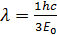 λ = 1hc / 3E₀